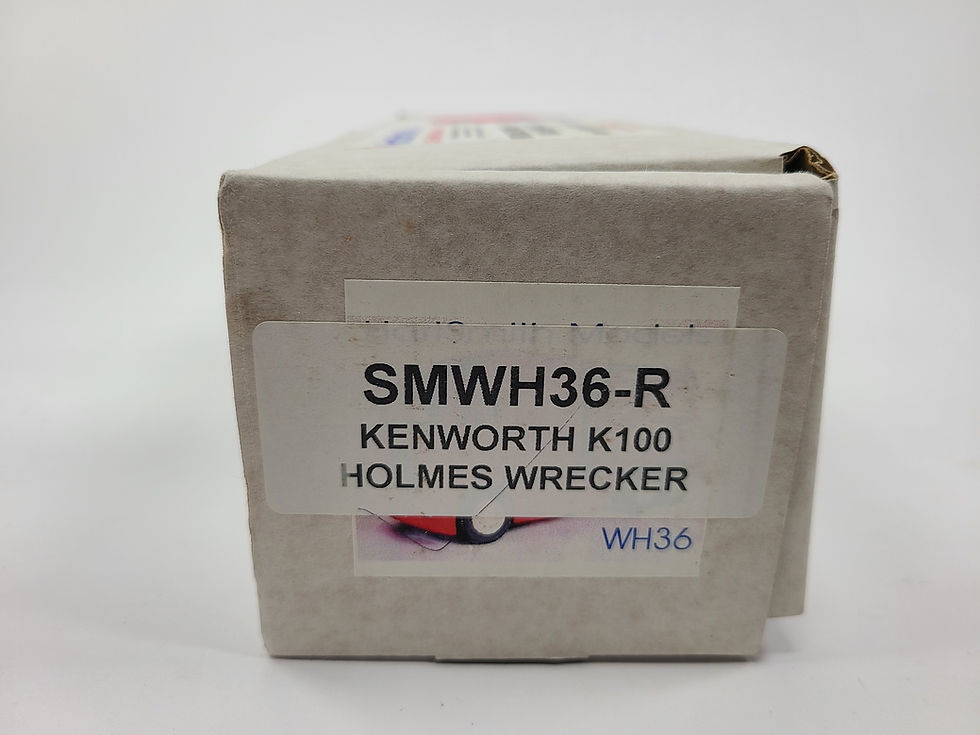 SMWH36-R
KENWORTH K100
HOLMES WRECKER
WH36